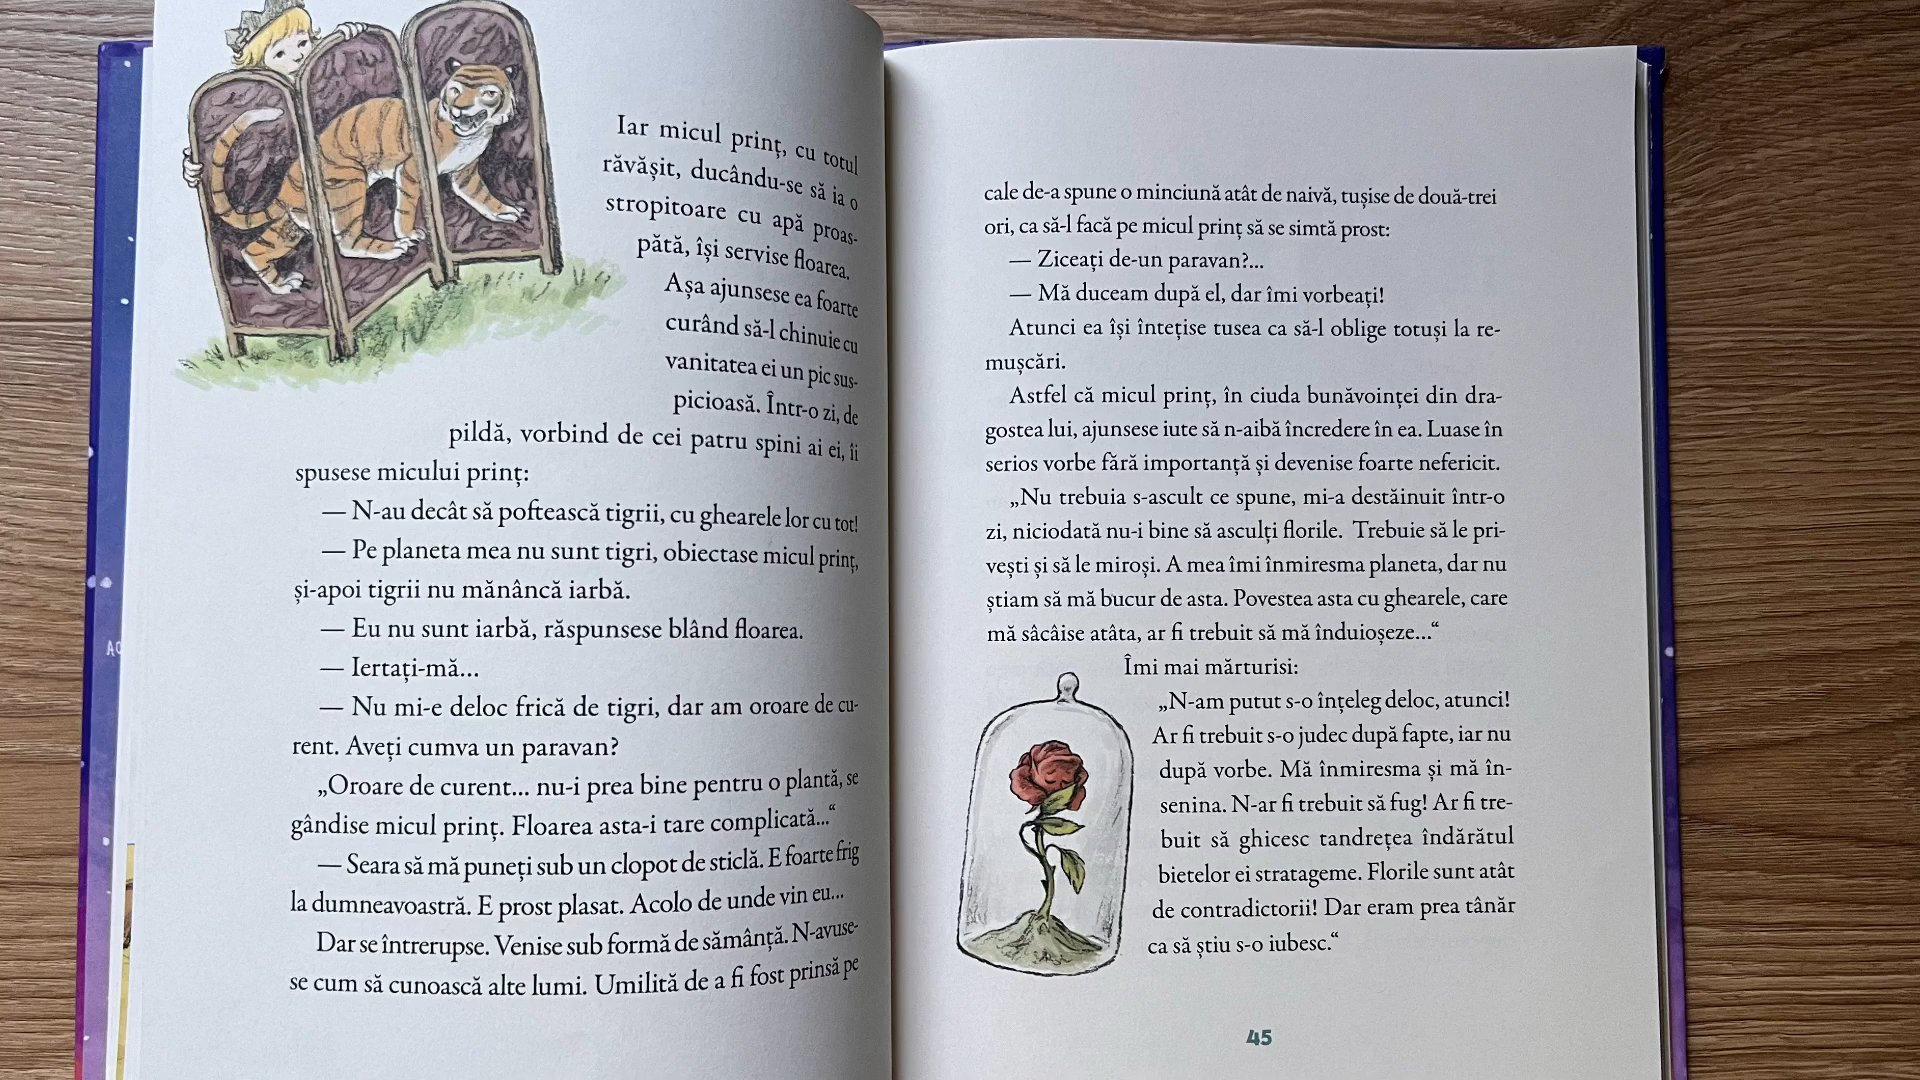 Iar micul prinț, cu totul
răvășit, ducându-se să ia o
stropitoare cu apă proas-
pătă, își servise floarea.
Așa ajunsese ea foarte
curând să-l chinuie cu
vanitatea ei un pic sus-
picioasă. Într-o zi, de
pildă, vorbind de cei patru spini ai ei, îi
spusese micului prinț:
— N-au decât să poftească tigrii, cu ghearele lor cu tot!
— Pe planeta mea nu sunt tigri, obiectase micul prinț,
și-apoi tigrii nu mănâncă iarbă.
— Eu nu sunt iarbă, răspunsese blând floarea.
— Iertați-mă...
— Nu mi-e deloc frică de tigri, dar am oroare de cu-
rent. Aveți cumva un paravan?
„Oroare de curent... nu-i prea bine pentru o plantă, se
gândise micul prinț. Floarea asta-i tare complicată...“
— Seara să mă puneți sub un clopot de sticlă. E foarte frig
la dumneavoastră. E prost plasat. Acolo de unde vin eu...
Dar se întrerupse. Venise sub formă de sămânță. N-avuse-
se cum să cunoască alte lumi. Umilită de a fi fost prinsă pe
cale de-a spune o minciună atât de naivă, tușise de două-trei
ori, ca să-l facă pe micul prinț să se simtă prost:
— Ziceați de-un paravan?...
— Mă duceam după el, dar îmi vorbeați!
Atunci ea își întețise tusea ca să-l oblige totuși la re-
mușcări.
Astfel că micul prinț, în ciuda bunăvoinței din dra-
gostea lui, ajunsese iute să n-aibă încredere în ea. Luase în
serios vorbe fără importanță și devenise foarte nefericit.
„Nu trebuia s-ascult ce spune, mi-a destăinuit într-o
zi, niciodată nu-i bine să asculți florile. Trebuie să le pri-
vești și să le miroși. A mea îmi înmiresma planeta, dar nu
știam să mă bucur de asta. Povestea asta cu ghearele, care
mă sâcâise atâta, ar fi trebuit să mă înduioșeze...“
Îmi mai mărturisi:
„N-am putut s-o înțeleg deloc, atunci!
Ar fi trebuit s-o judec după fapte, iar nu
după vorbe. Mă înmiresma și mă în-
senina. N-ar fi trebuit să fug! Ar fi tre-
buit să ghicesc tandrețea îndărătul
bietelor ei stratageme. Florile sunt atât
de contradictorii! Dar eram prea tânăr
ca să știu s-o iubesc.“
45